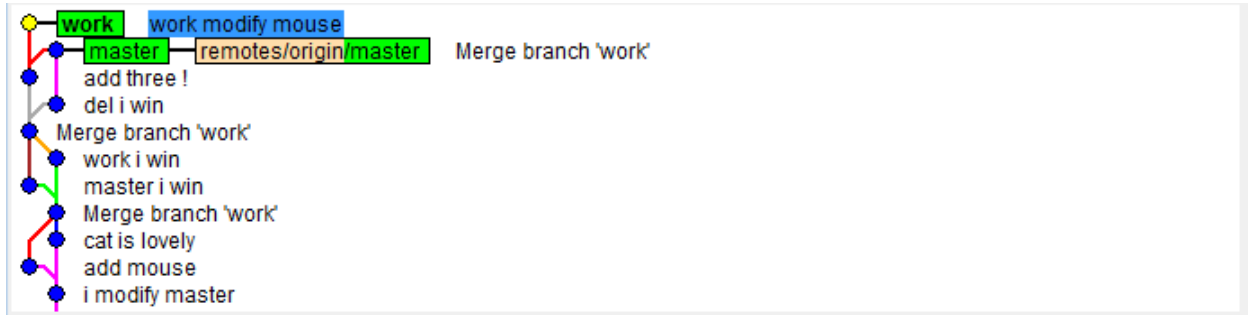 work work modify mouse
master remotes/origin/master Merge branch 'work'
add three !
del i win
Merge branch 'work'
work i win
master i win
Merge branch 'work'
cat is lovely
add mouse
i modify master